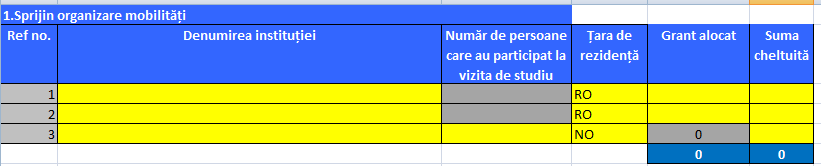 1.Sprijin organizare mobilități
Ref no. Denumirea instituției Număr de persoane care au participat la vizita de studiu Țara de rezidență Grant alocat Suma cheltuită
1 RO
2 RO
3 NO 0
0 0